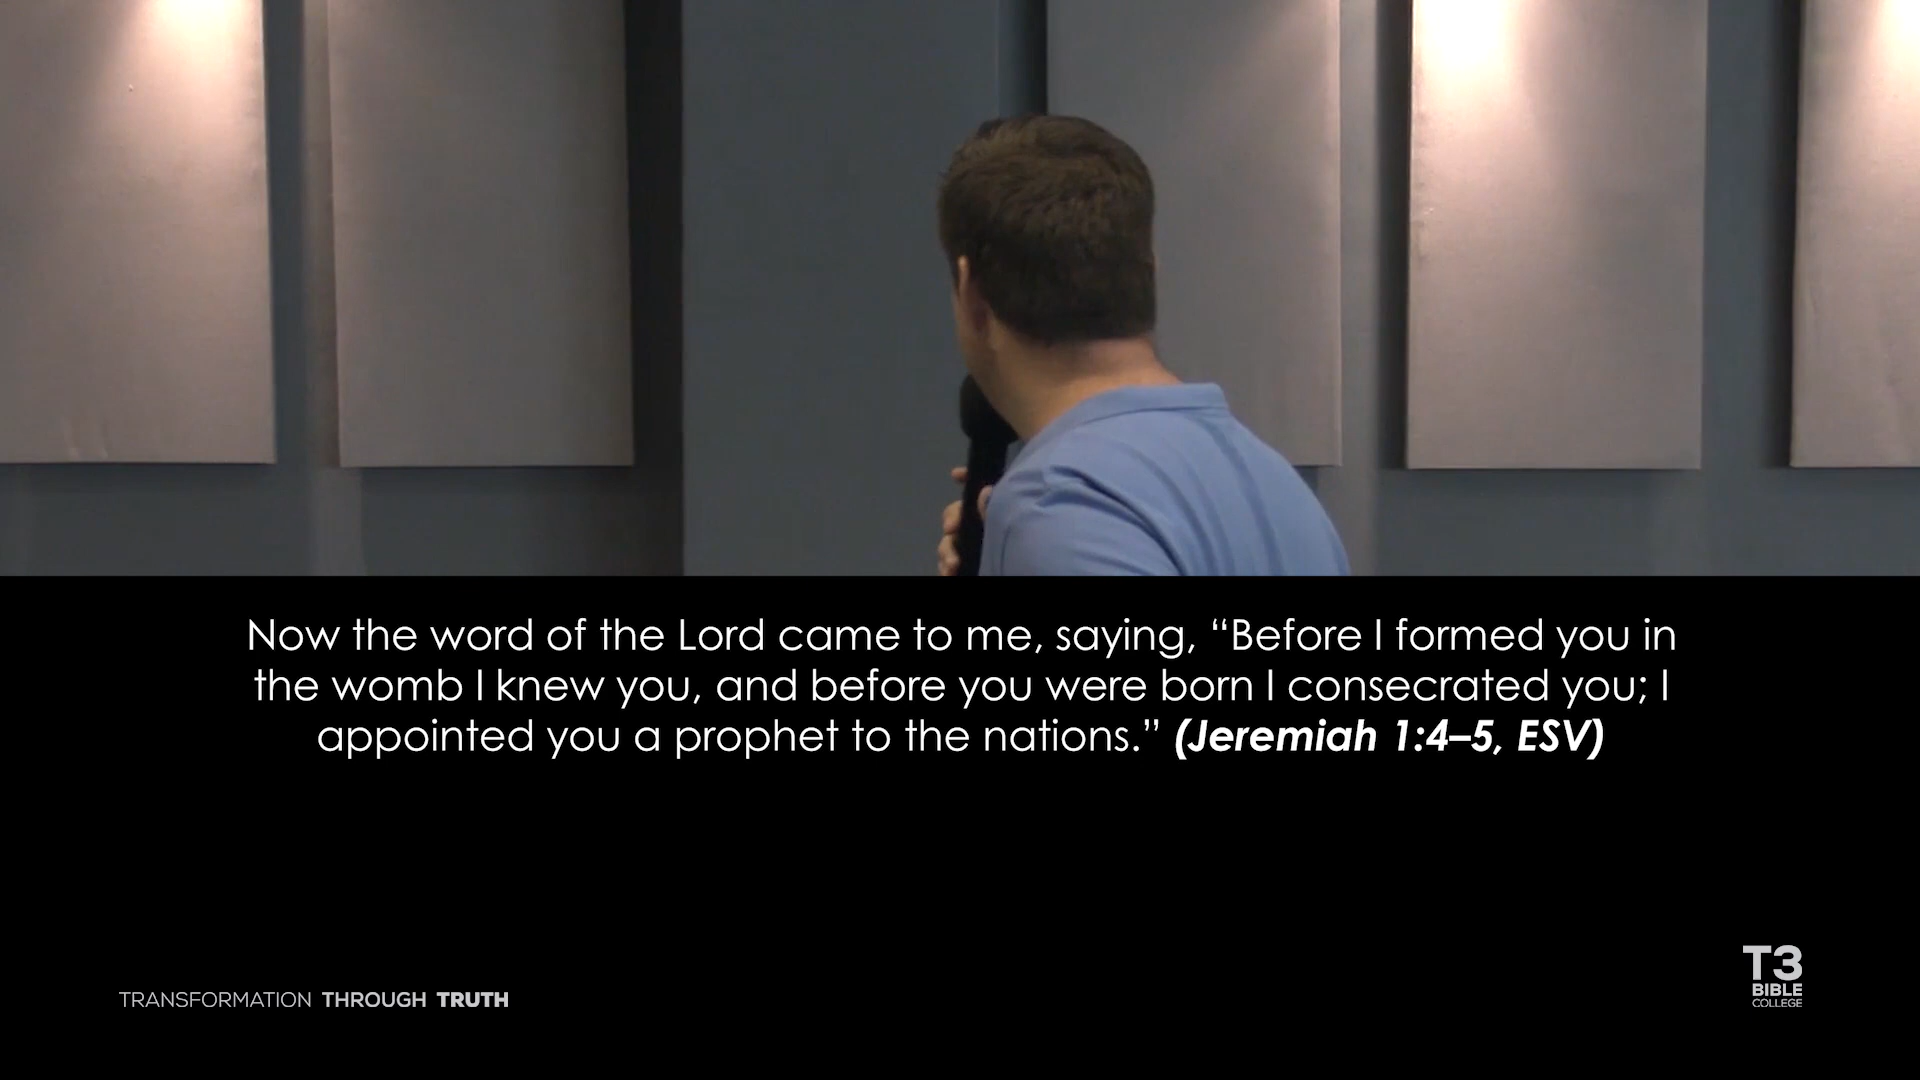 Now the word of the Lord came to me, saying, “Before I formed you in
the womb I knew you, and before you were born I consecrated you; I
appointed you a prophet to the nations.” (Jeremiah 1:4–5, ESV)
TRANSFORMATION THROUGH TRUTH
T3
BIBLE
COLLEGE